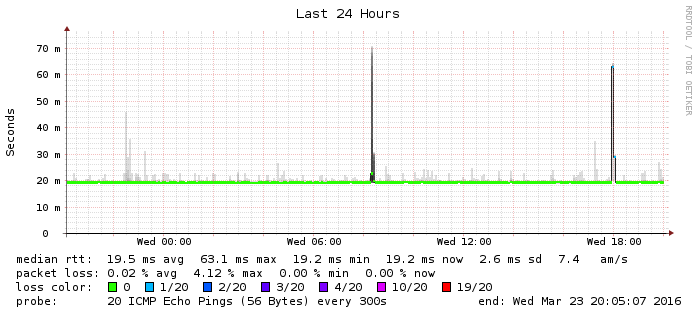 Last 24 Hours
RRDTOOL / TOBI OETIKER
Seconds
70 m
60 m
50 m
40 m
30 m
20 m
10 m
0
Wed 00:00 Wed 06:00 Wed 12:00 Wed 18:00
median rtt: 19.5 ms avg 63.1 ms max 19.2 ms min 19.2 ms now 2.6 ms sd 7.4 am/s
packet loss: 0.02 % avg 4.12 % max 0.00 % min 0.00 % now
loss color: 0 1/20 2/20 3/20 4/20 10/20 19/20
probe: 20 ICMP Echo Pings (56 Bytes) every 300s end: Wed Mar 23 20:05:07 2016